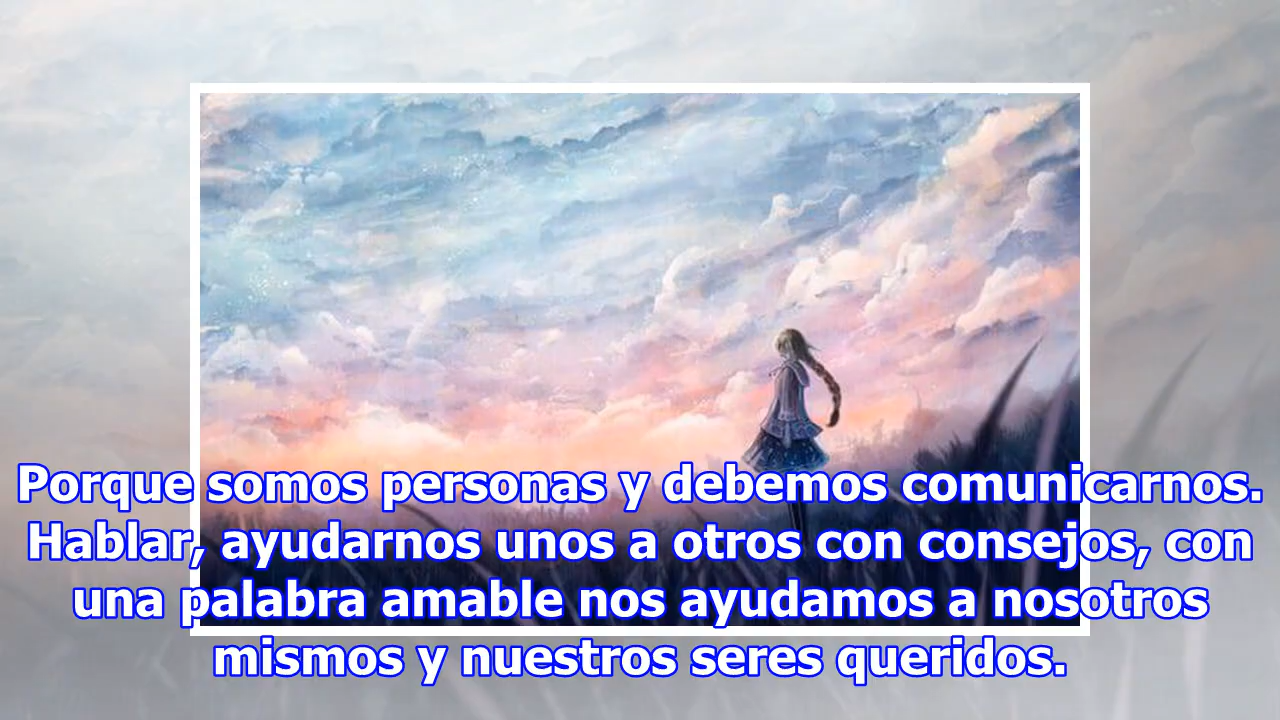 Porque somos personas y debemos comunicarnos.
Hablar, ayudarnos unos a otros con consejos, con
una palabra amable nos ayudamos a nosotros
mismos y nuestros seres queridos.